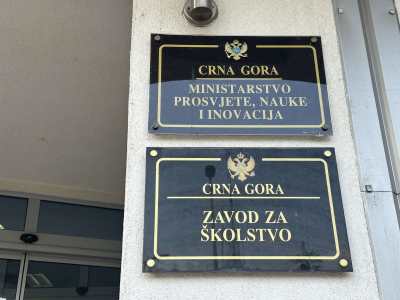 CRNA GORA
MINISTARSTVO
PROSVJETE, NAUKE
I INOVACIJA
CRNA GORA
ZAVOD ZA
ŠKOLSTVO